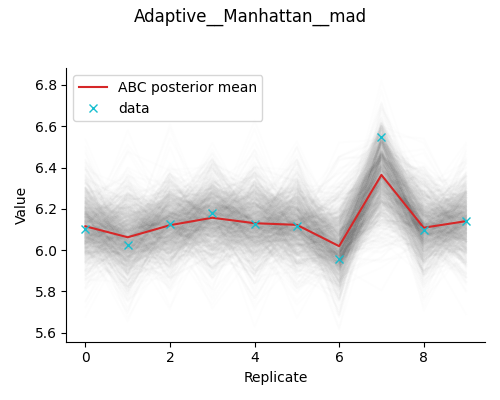 Adaptive__Manhattan__mad
ABC posterior mean
data
6.8
6.6
6.4
6.2
6.0
5.8
5.6
Value
0 2 4 6 8
Replicate